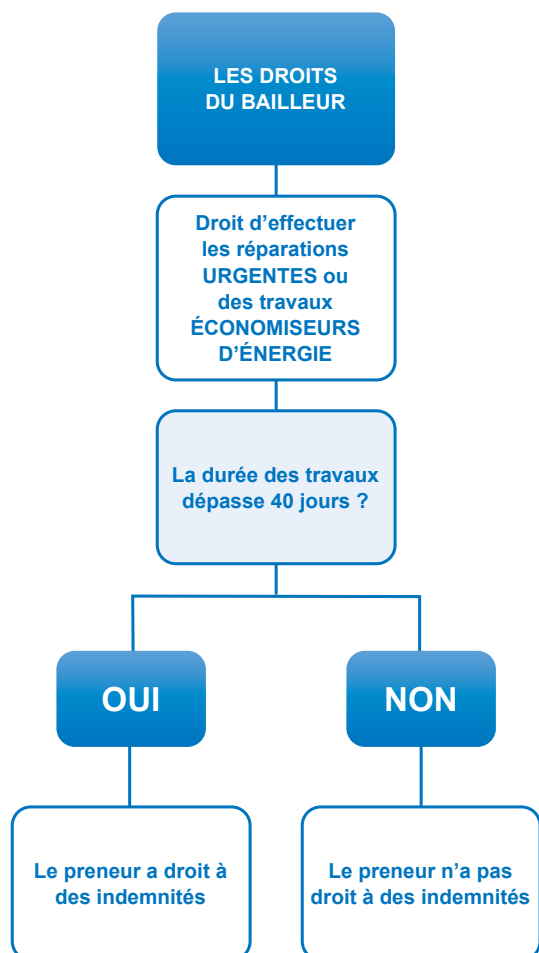 LES DROITS
DU BAILLEUR
Droit d'effectuer
les réparations
URGENTES ou
des travaux
ÉCONOMISEURS
D'ÉNERGIE
La durée des travaux
dépasse 40 jours ?
OUI
NON
Le preneur a droit à
des indemnités
Le preneur n'a pas
droit à des indemnités